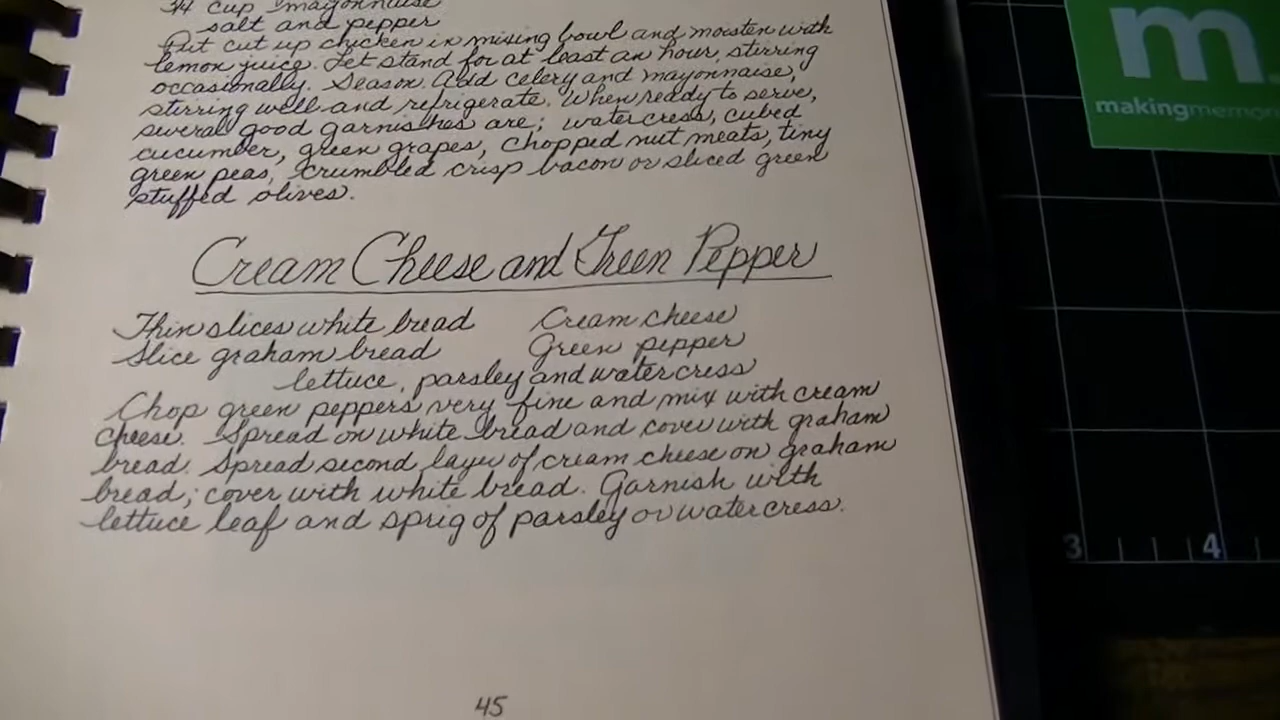 3/4 cup mayonnaise
salt and pepper
Put cut up chicken in mixing bowl and moisten with
lemon juice. Let stand for at least an hour, stirring
occasionally. Season. Add celery and mayonnaise,
stirring well and refrigerate. When ready to serve,
several good garnishes are; watercress, cubed
cucumber, green grapes, chopped nut meats, tiny
green peas, crumbled crisp bacon or sliced green
stuffed olives.
Cream Cheese and Green Pepper
Thin slices white bread Cream cheese
Slice graham bread Green pepper
lettuce, parsley and watercress
Chop green peppers very fine and mix with cream
cheese. Spread on white bread and cover with graham
bread. Spread second layer of cream cheese on graham
bread; cover with white bread. Garnish with
lettuce leaf and sprig of parsley or watercress.
45
m.
makingmemor
3 4